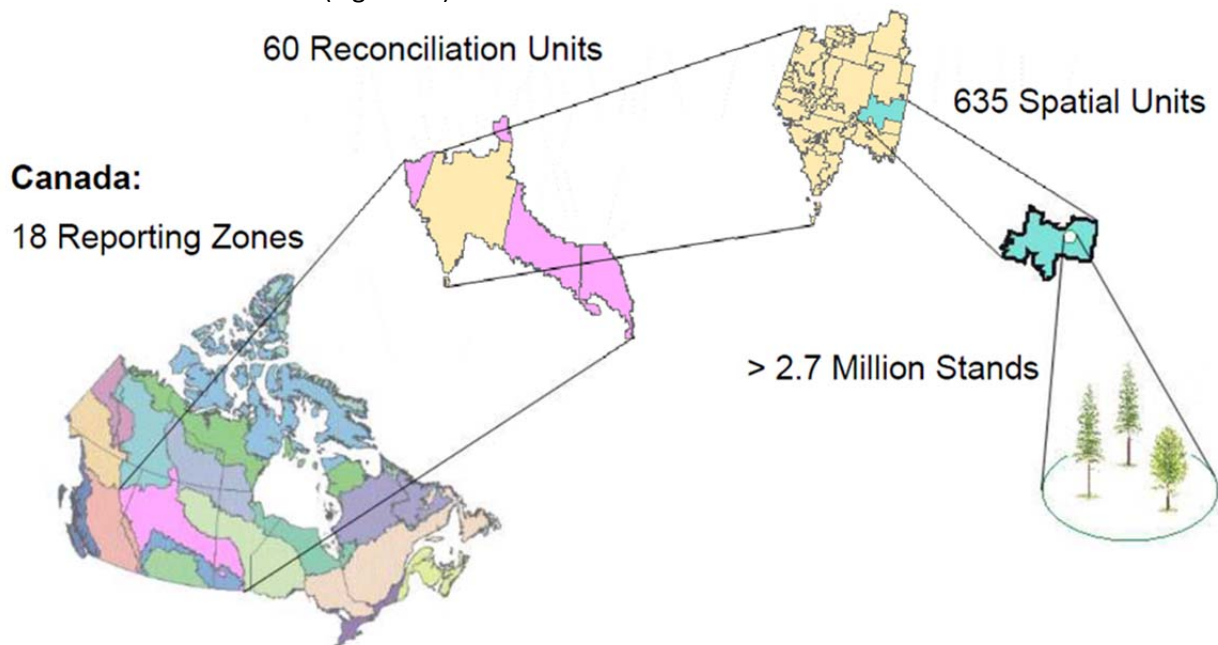 60 Reconciliation Units
635 Spatial Units
Canada:
18 Reporting Zones
> 2.7 Million Stands